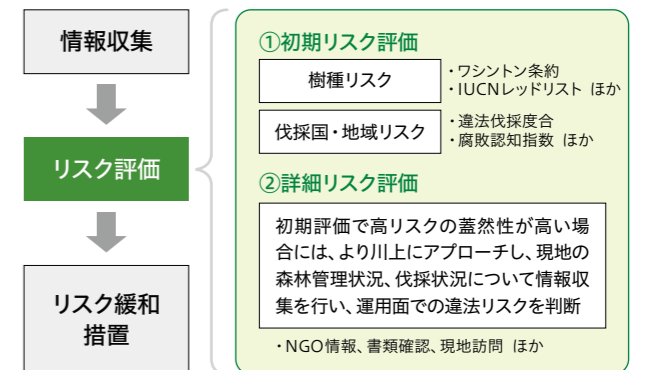 情報収集
リスク評価
リスク緩和
措置
①初期リスク評価
樹種リスク
・ワシントン条約
・IUCNレッドリスト ほか
伐採国・地域リスク
・違法伐採度合
・腐敗認知指数 ほか
②詳細リスク評価
初期評価で高リスクの蓋然性が高い場
合には、より川上にアプローチし、現地の
森林管理状況、伐採状況について情報収
集を行い、運用面での違法リスクを判断
・NGO情報、書類確認、現地訪問 ほか